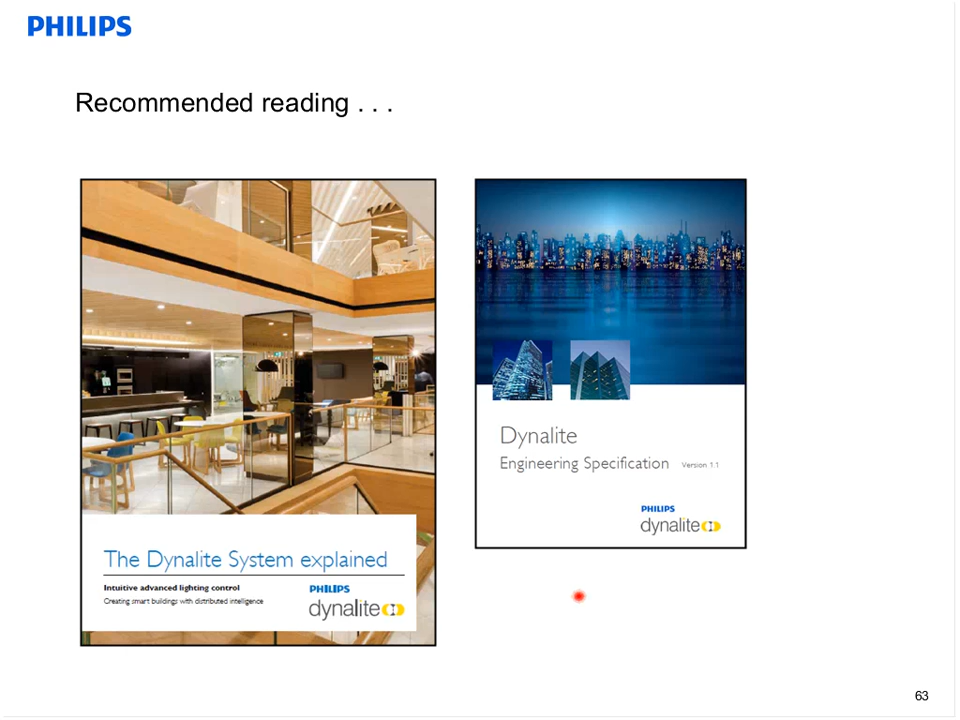 PHILIPS
Recommended reading . . .
The Dynalite System explained
Intuitive advanced lighting control
Creating smart buildings with distributed intelligence
PHILIPS
dynalite
Dynalite
Engineering Specification Version 1.1
PHILIPS
dynalite
63